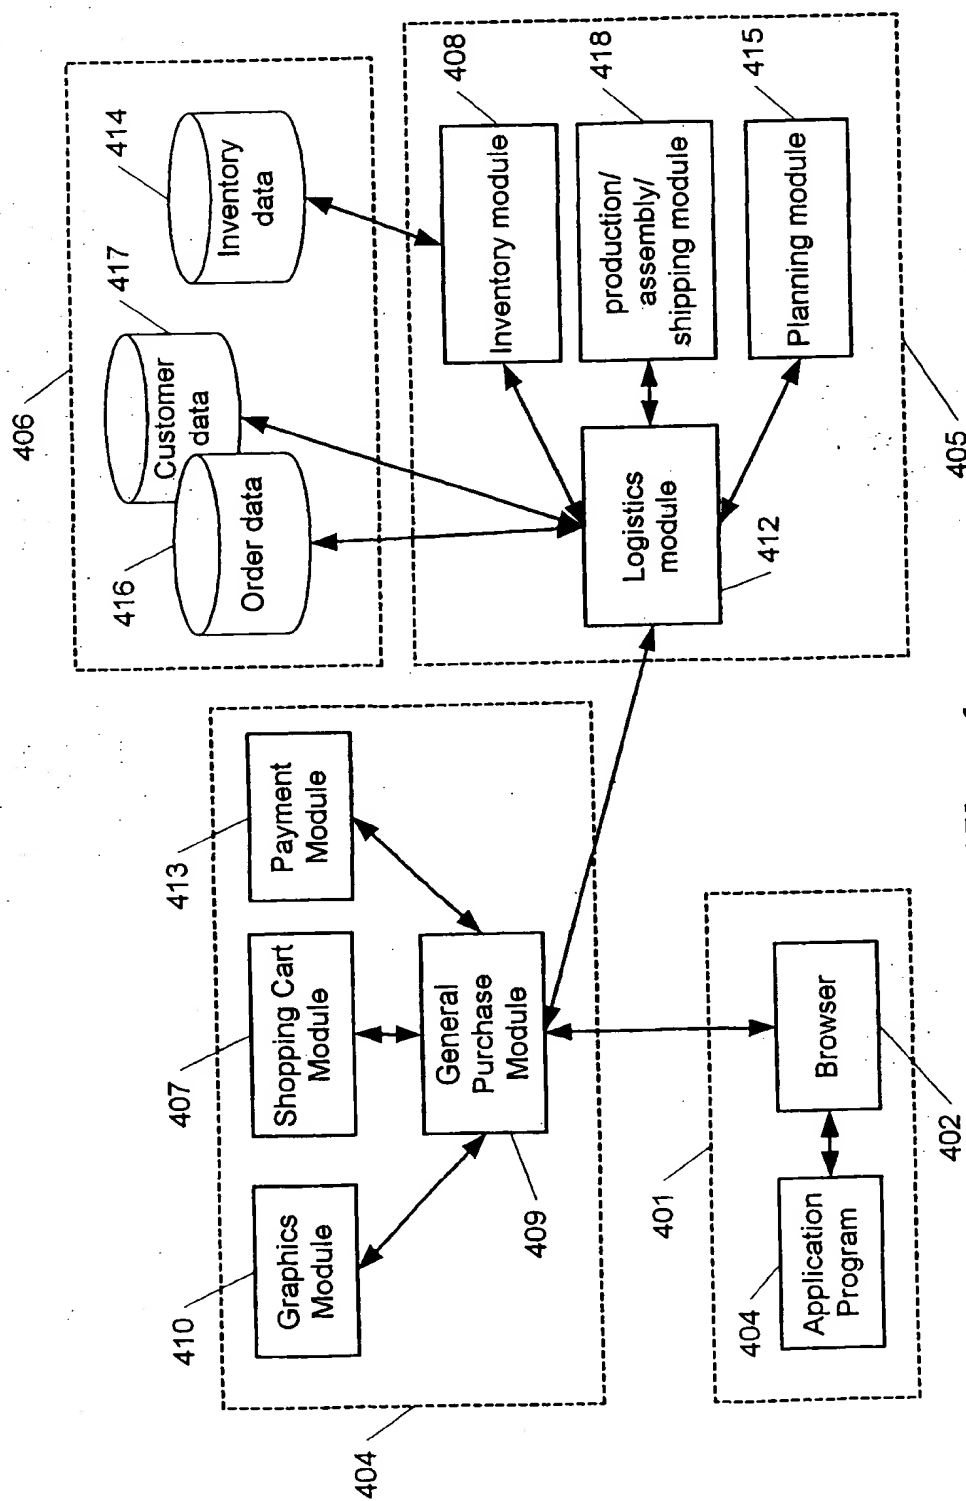 406
416
417
414
Customer
data
Order data
Inventory
data
408
418
415
Inventory module
production/
assembly/
shipping module
Planning module
Logistics
module
412
405
413
407
410
Payment
Module
Shopping Cart
Module
Graphics
Module
General
Purchase
Module
409
404
401
404
Application
Program
Browser
402